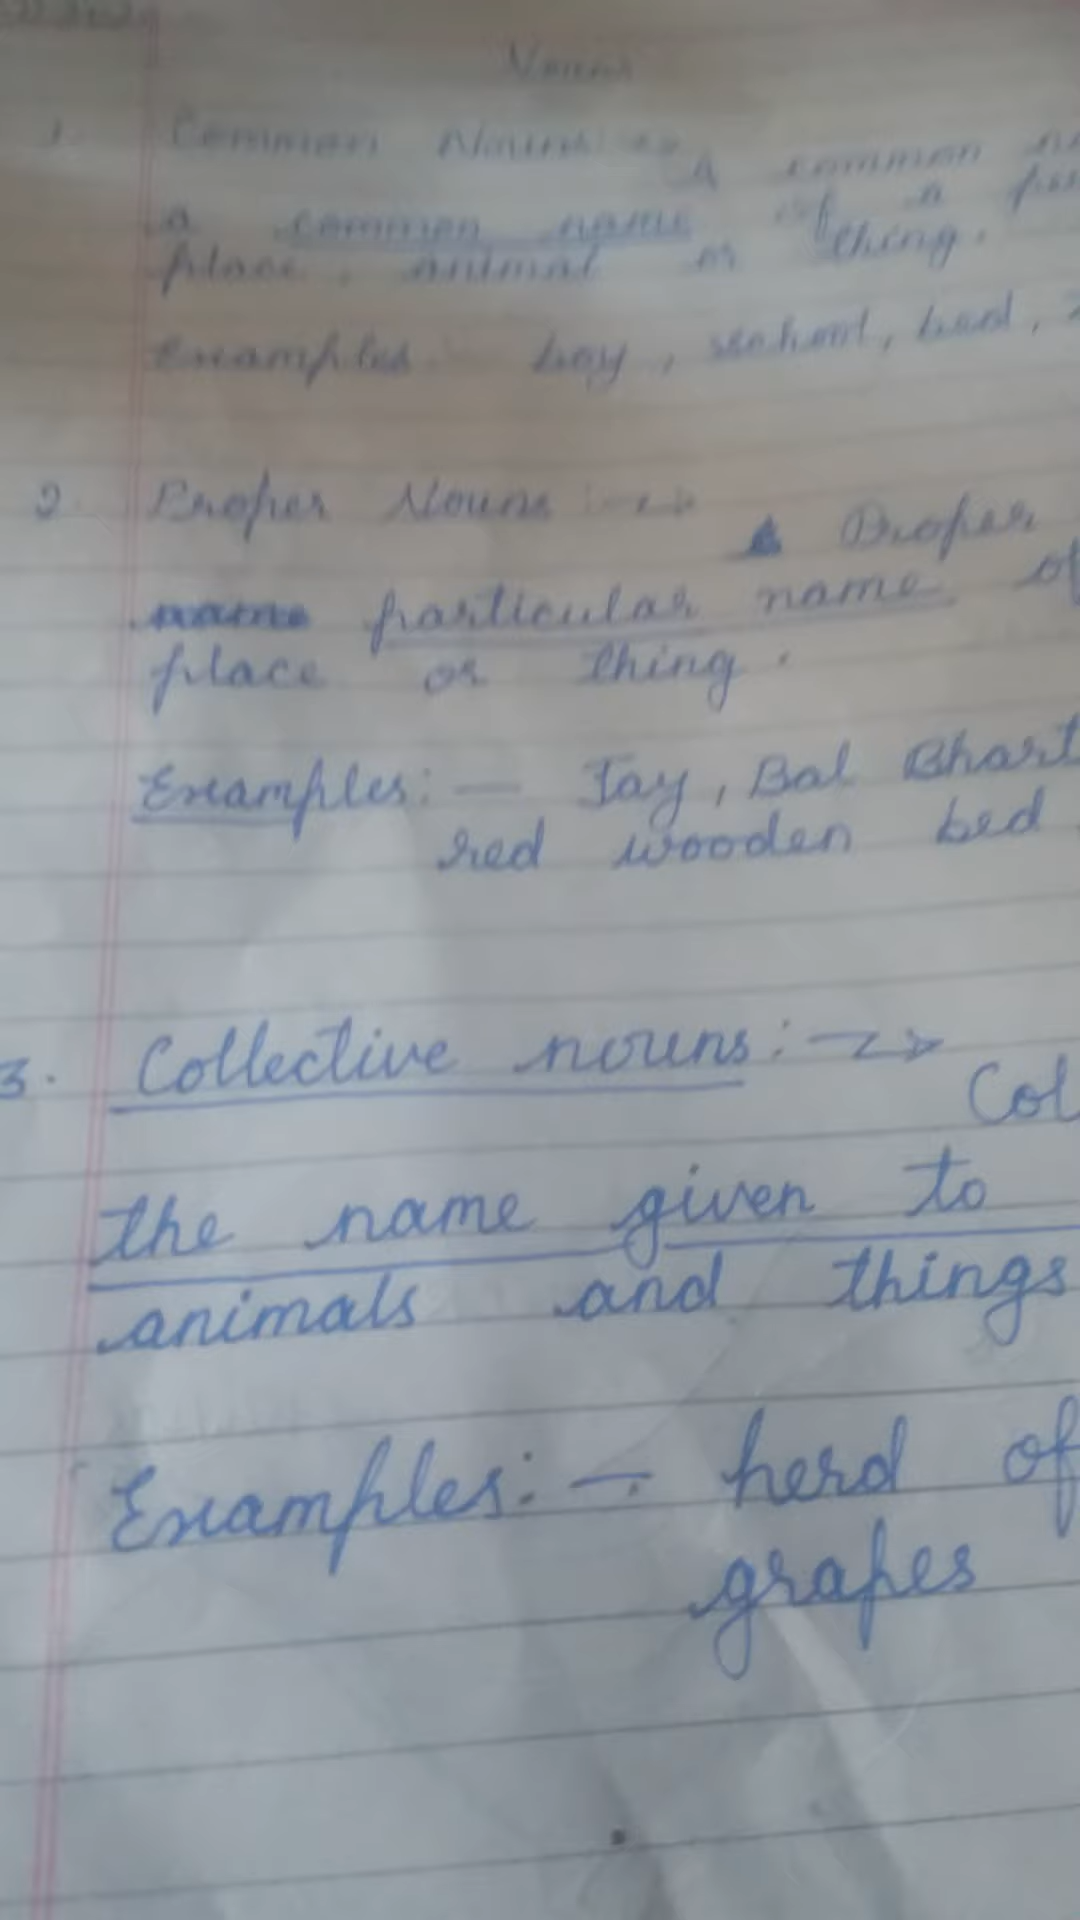 Nouns
1. Common Nouns :→ A common
a common name of a
place, animal or thing.
Examples boy, school, bed,
2. Proper Nouns :→ Proper
name particular name of
place or thing.
Examples:— Jay, Bal Bhart
red wooden bed
3. Collective nouns:→ Col
the name given to
animals and things
Examples:— herd of
grapes